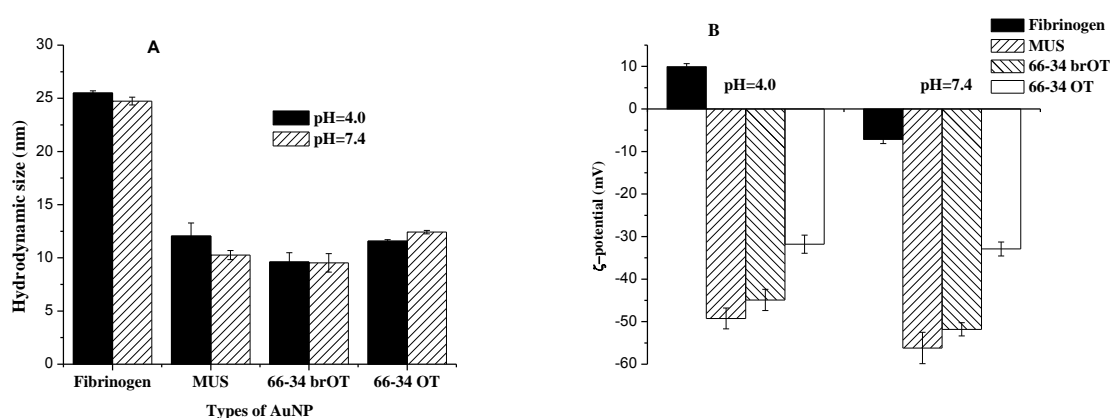 A
30
25
20
15
10
5
0
Hydrodynamic size (nm)
pH=4.0
pH=7.4
Fibrinogen MUS 66-34 brOT 66-34 OT
Types of AuNP
B
Fibrinogen
MUS
66-34 brOT
66-34 OT
10
0
-10
-20
-30
-40
-50
-60
ζ-potential (mV)
pH=4.0 pH=7.4